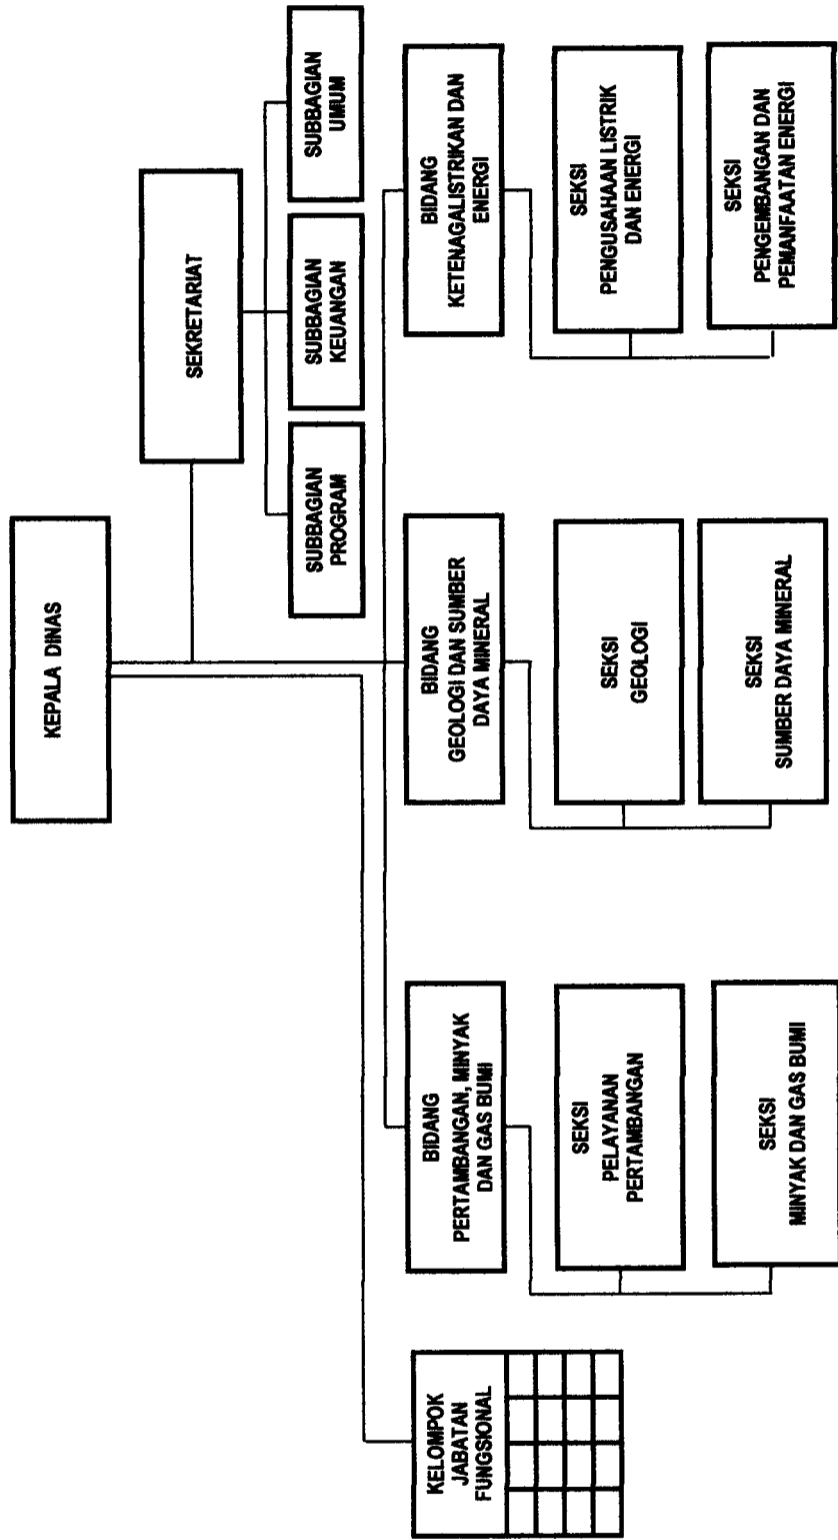 KEPALA DINAS
SEKRETARIAT
SUBBAGIAN
PROGRAM
SUBBAGIAN
KEUANGAN
SUBBAGIAN
UMUM
KELOMPOK
JABATAN
FUNGSIONAL
BIDANG
PERTAMBANGAN, MINYAK
DAN GAS BUMI
BIDANG
GEOLOGI DAN SUMBER
DAYA MINERAL
BIDANG
KETENAGALISTRIKAN DAN
ENERGI
SEKSI
PELAYANAN
PERTAMBANGAN
SEKSI
GEOLOGI
SEKSI
PENGUSAHAAN LISTRIK
DAN ENERGI
SEKSI
MINYAK DAN GAS BUMI
SEKSI
SUMBER DAYA MINERAL
SEKSI
PENGEMBANGAN DAN
PEMANFAATAN ENERGI